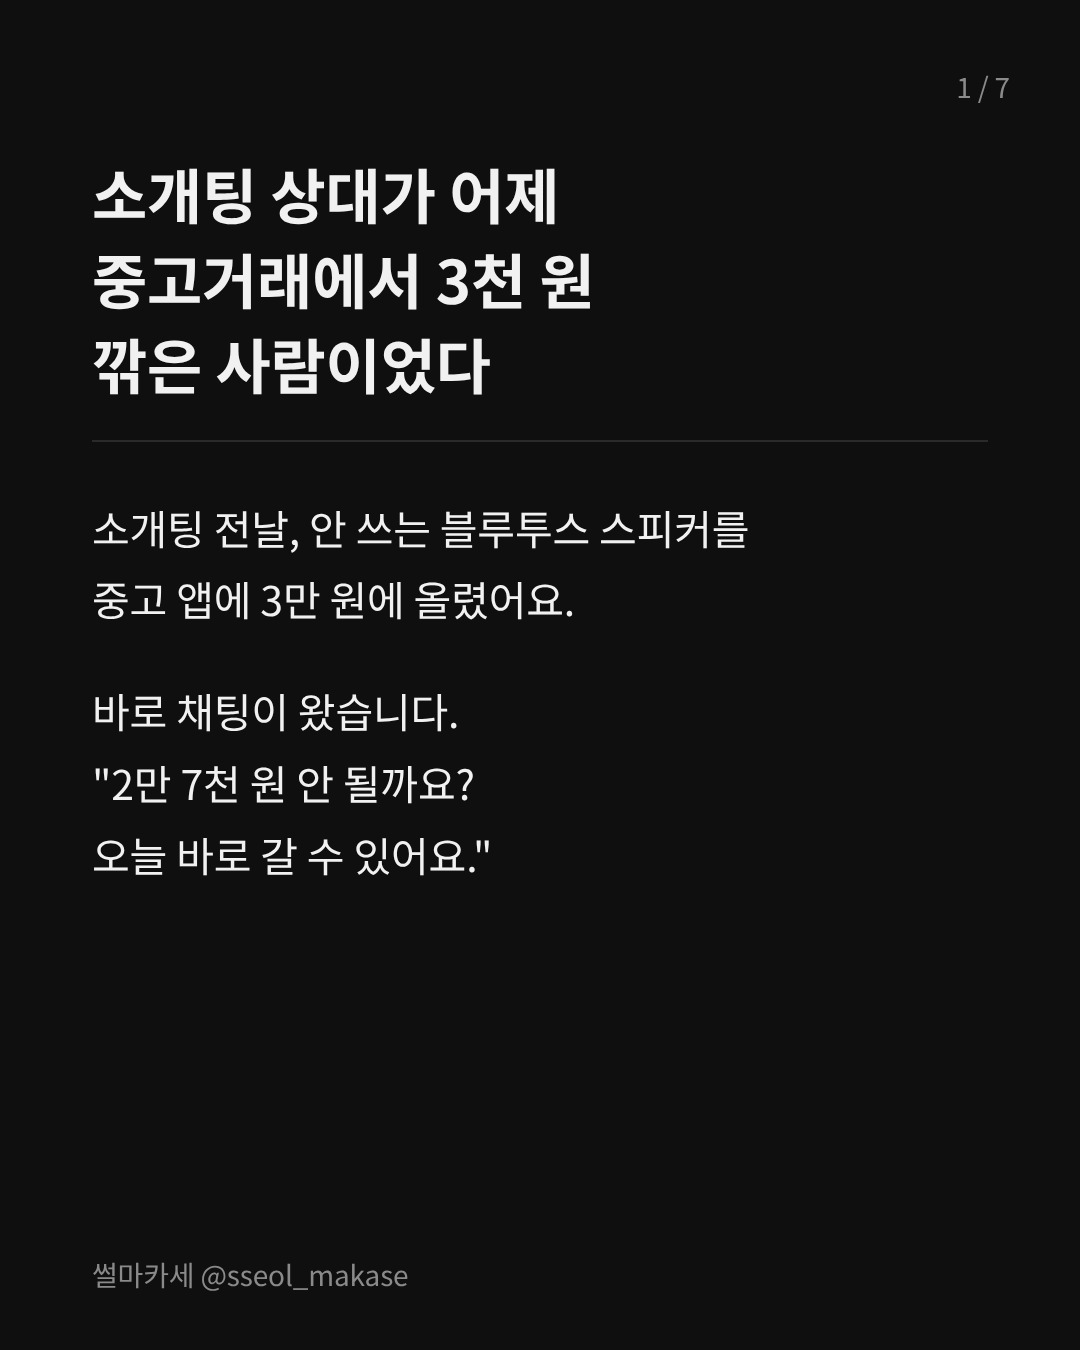 1 / 7
소개팅 상대가 어제
중고거래에서 3천 원
깎은 사람이었다
소개팅 전날, 안 쓰는 블루투스 스피커를
중고 앱에 3만 원에 올렸어요.
바로 채팅이 왔습니다.
"2만 7천 원 안 될까요?
오늘 바로 갈 수 있어요."
썰마카세 @sseol_makase